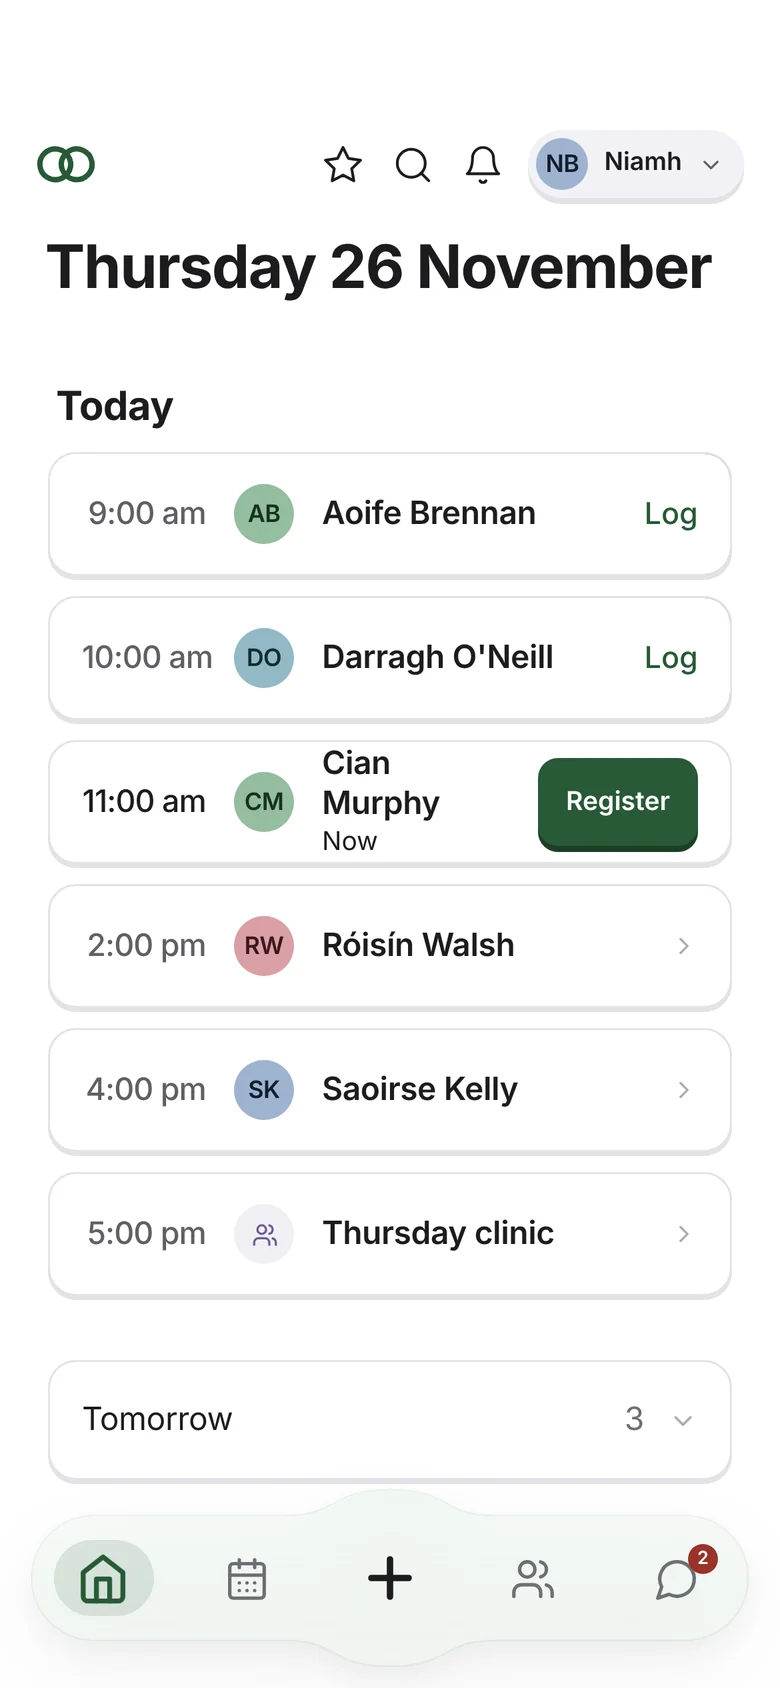 NB Niamh
Thursday 26 November
Today
9:00 am AB Aoife Brennan Log
10:00 am DO Darragh O'Neill Log
11:00 am CM Cian Murphy Now Register
2:00 pm RW Róisín Walsh
4:00 pm SK Saoirse Kelly
5:00 pm Thursday clinic
Tomorrow 3
2